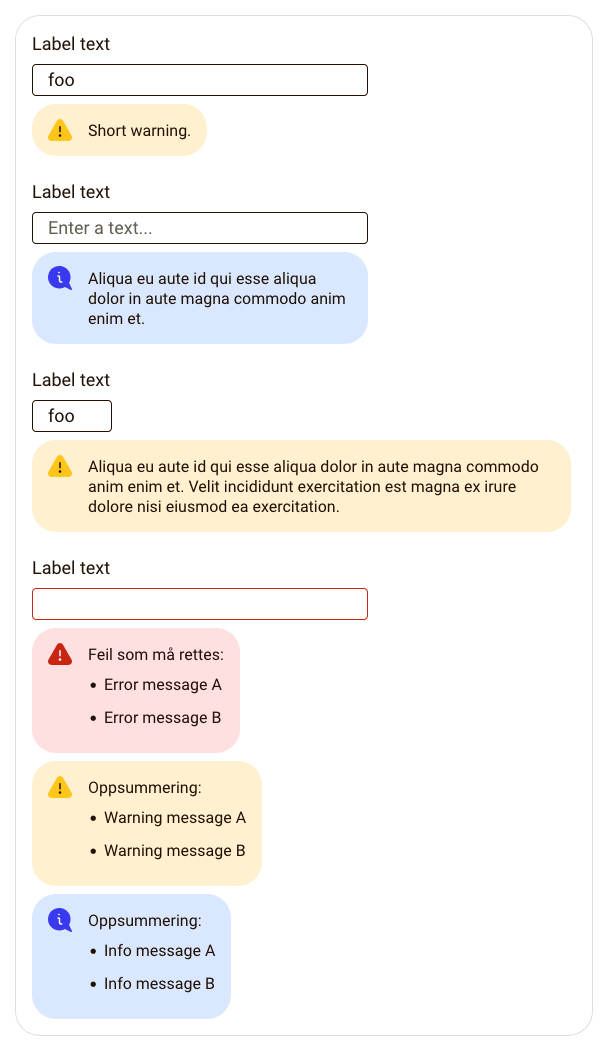 Label text
foo
Short warning.
Label text
Enter a text...
Aliqua eu aute id qui esse aliqua
dolor in aute magna commodo anim
enim et.
Label text
foo
Aliqua eu aute id qui esse aliqua dolor in aute magna commodo
anim enim et. Velit incididunt exercitation est magna ex irure
dolore nisi eiusmod ea exercitation.
Label text
Feil som må rettes:
• Error message A
• Error message B
Oppsummering:
• Warning message A
• Warning message B
Oppsummering:
• Info message A
• Info message B